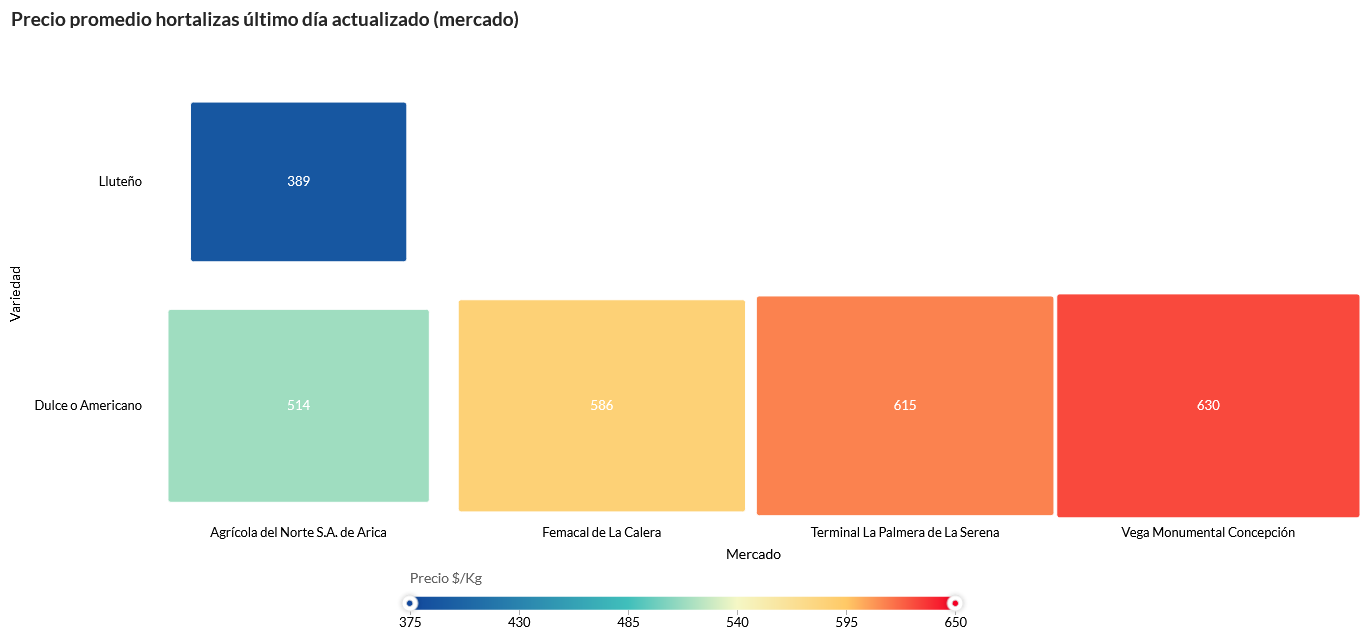 Precio promedio hortalizas último día actualizado (mercado)
Variedad
Lluteño
389
Dulce o Americano
514
586
615
630
Agrícola del Norte S.A. de Arica
Femacal de La Calera
Terminal La Palmera de La Serena
Vega Monumental Concepción
Mercado
Precio $/Kg
375
430
485
540
595
650